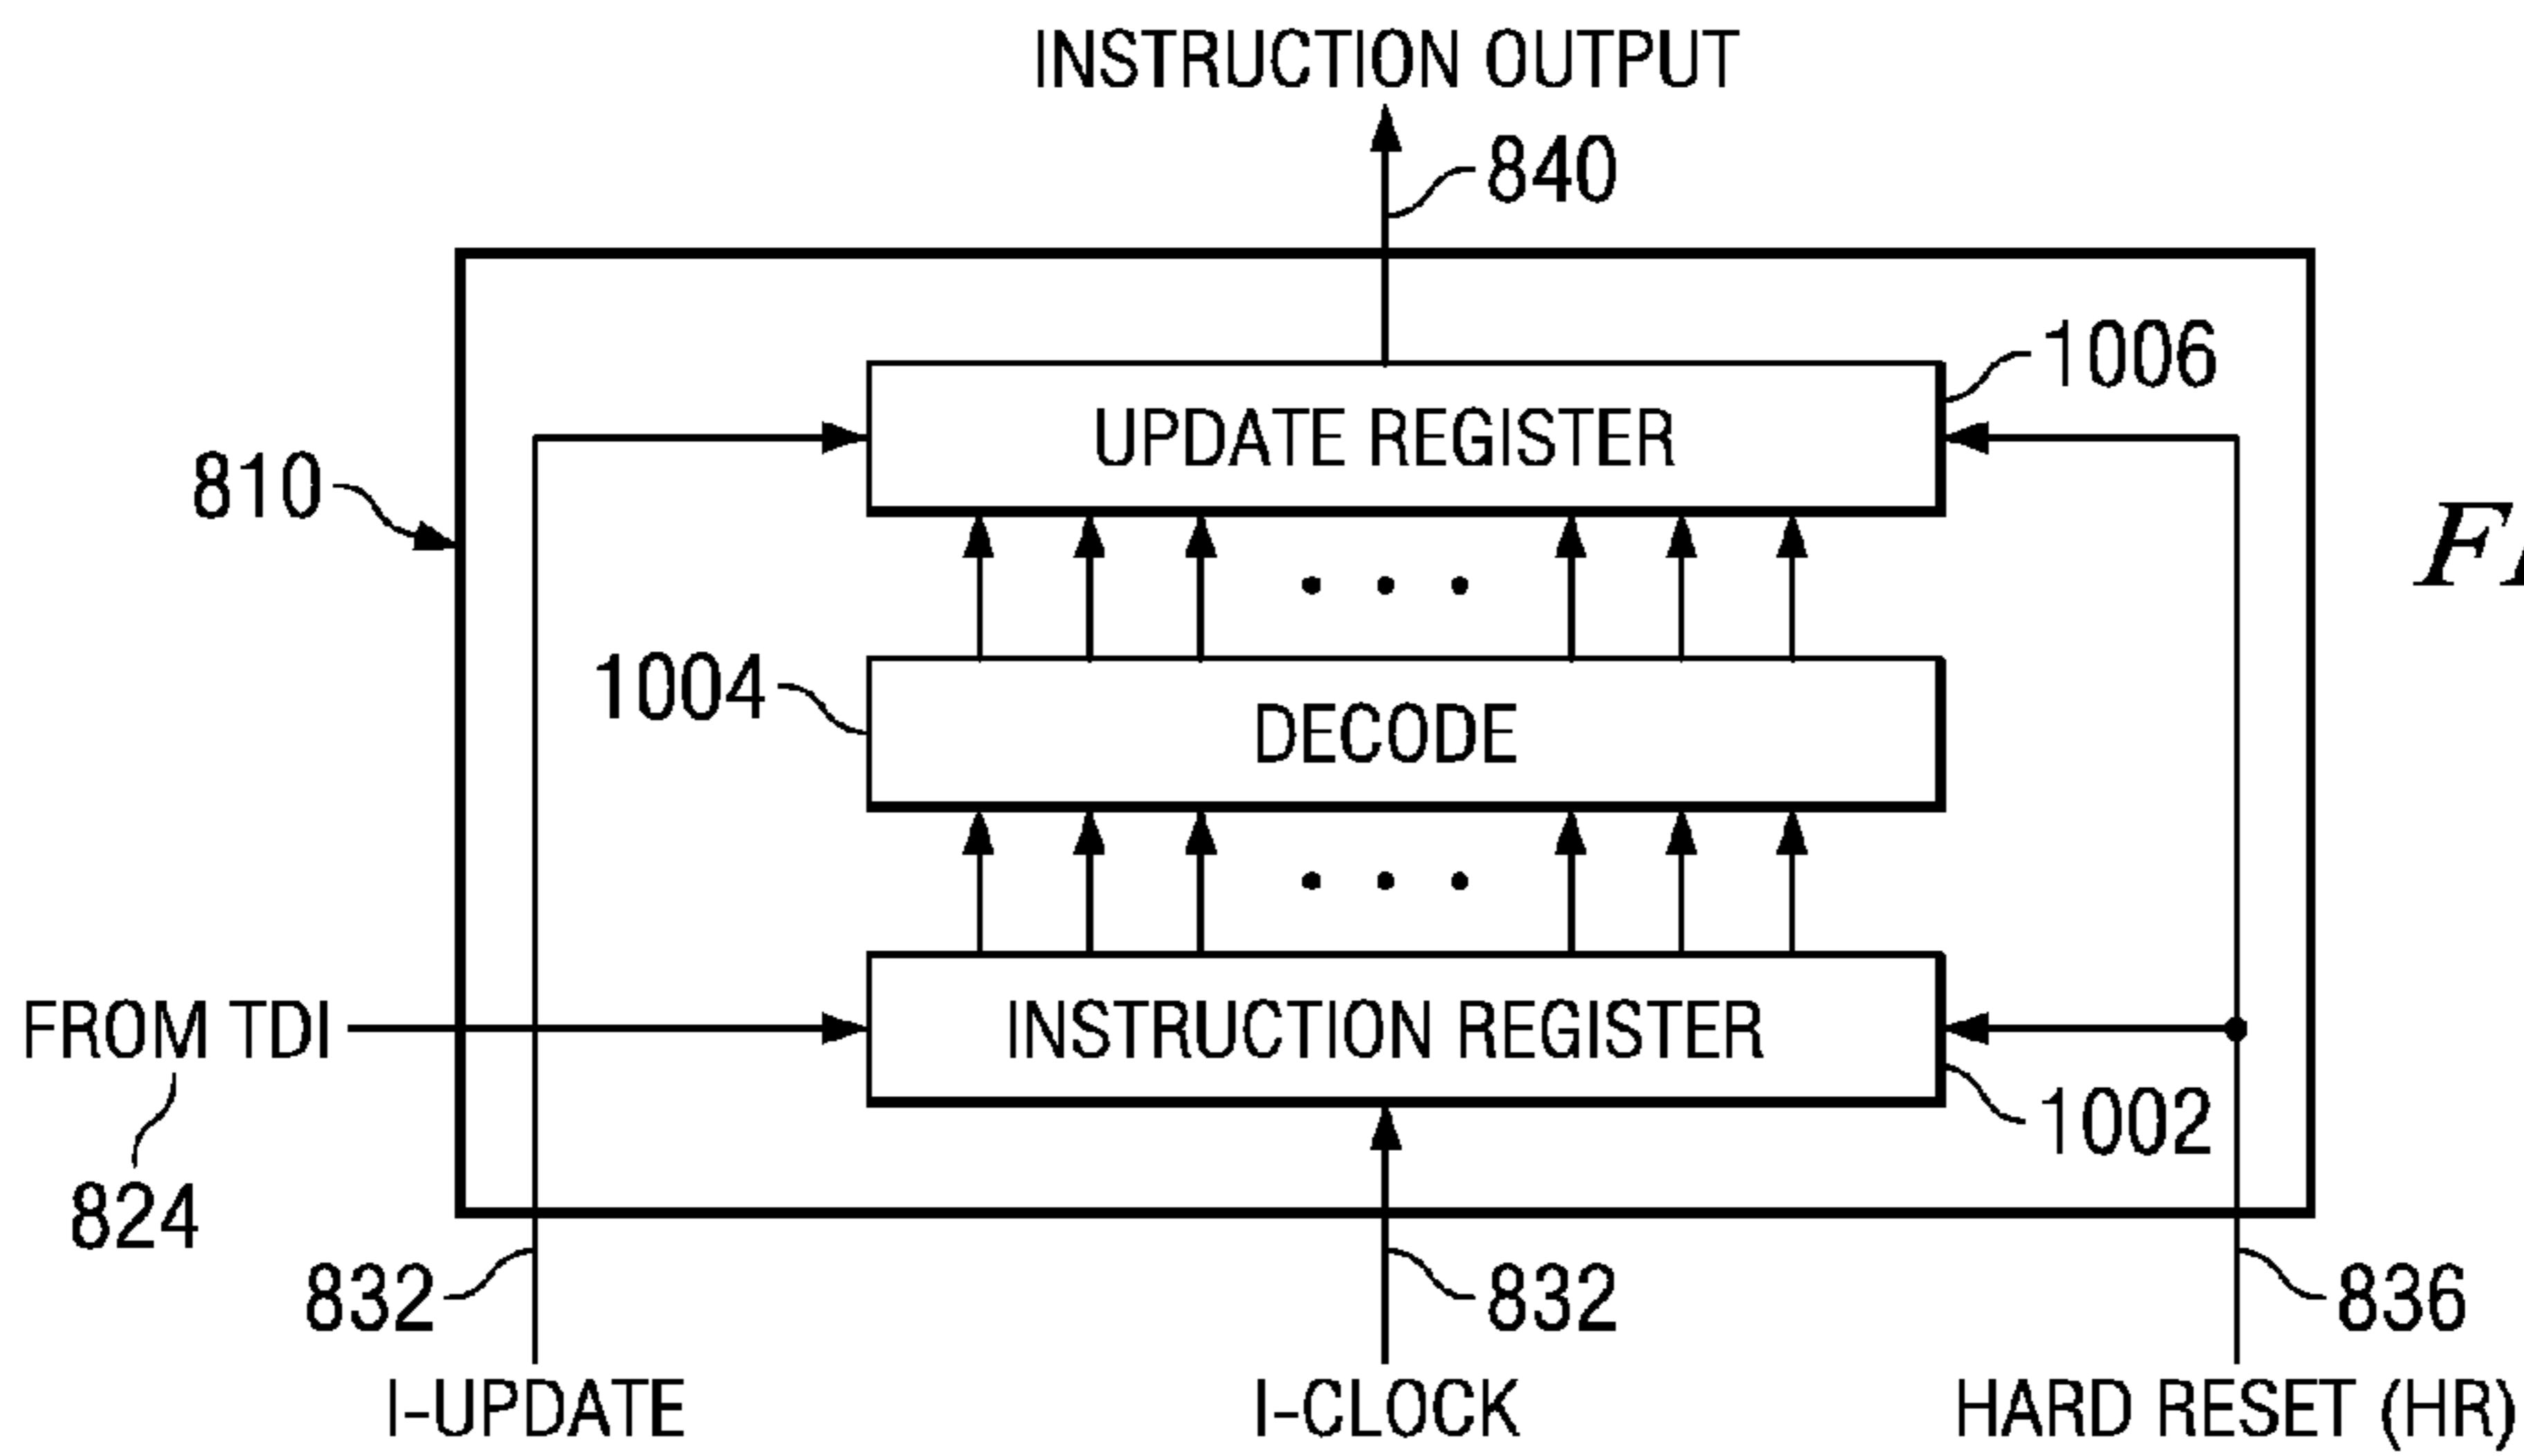 INSTRUCTION OUTPUT
840
1006
UPDATE REGISTER
810
1004
DECODE
FROM TDI
INSTRUCTION REGISTER
1002
824
832
832
836
I-UPDATE
I-CLOCK
HARD RESET (HR)